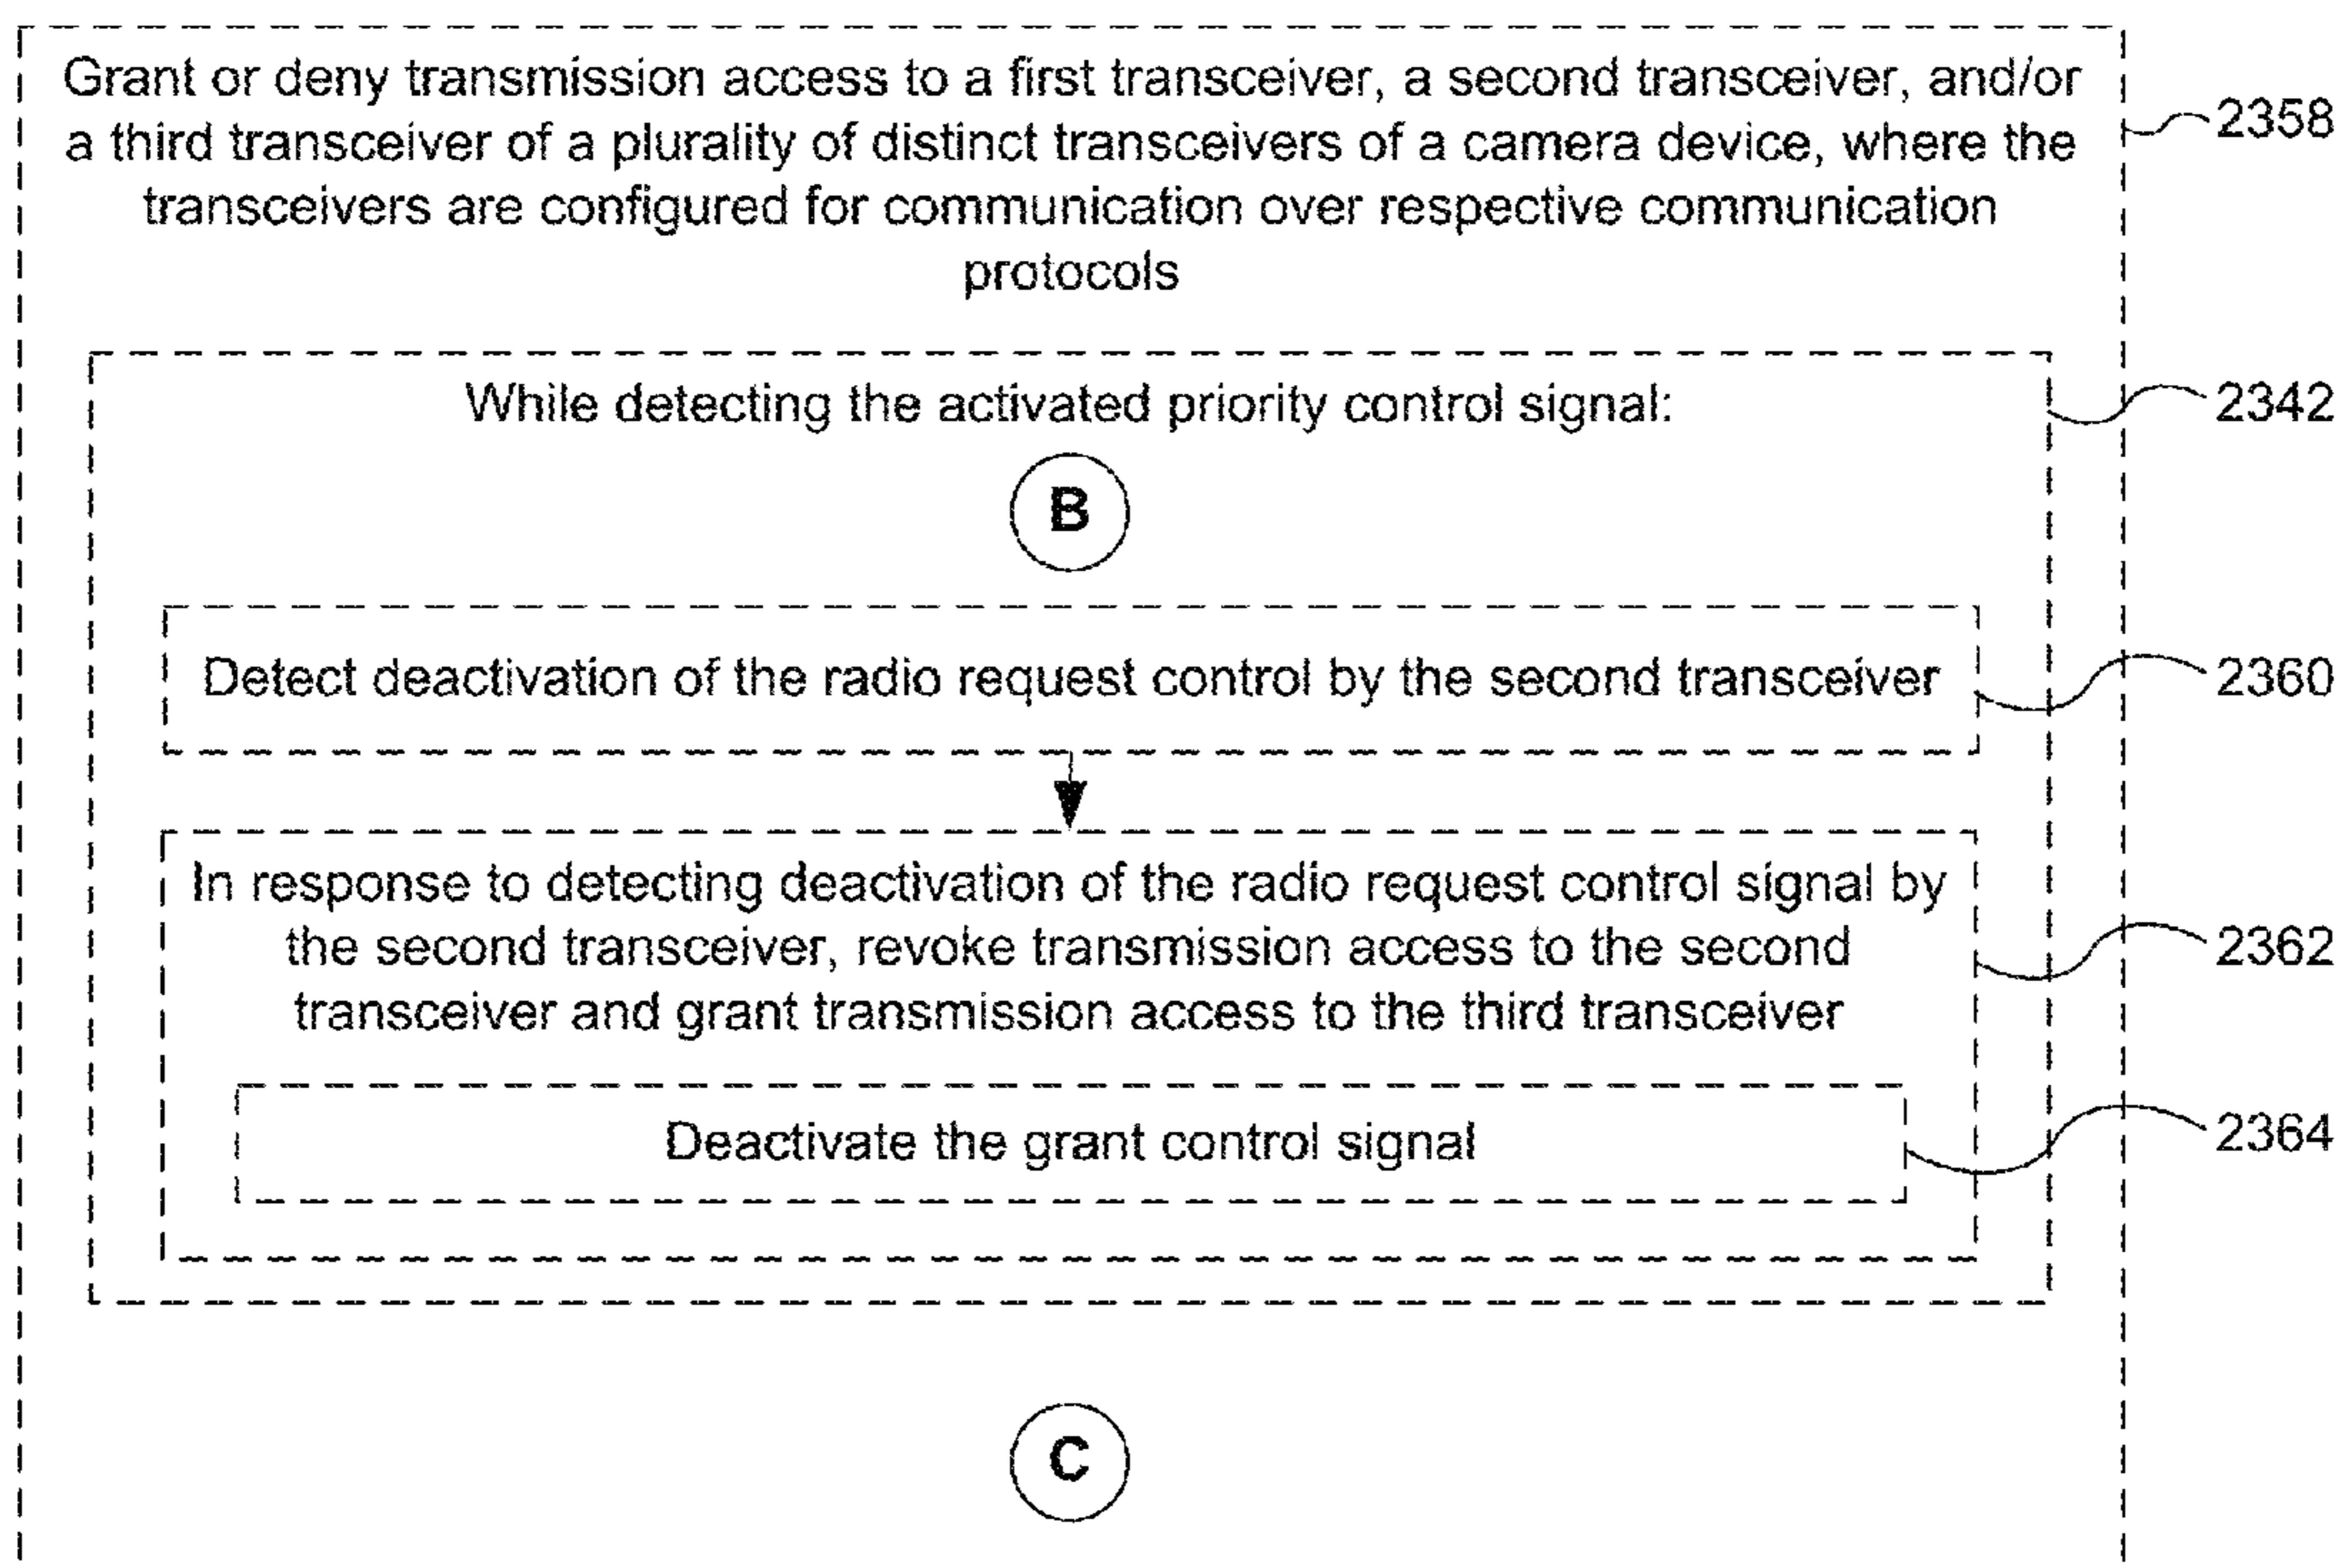 Grant or deny transmission access to a first transceiver, a second transceiver, and/or
a third transceiver of a plurality of distinct transceivers of a camera device, where the
transceivers are configured for communication over respective communication
protocols
2358
While detecting the activated priority control signal:
2342
B
Detect deactivation of the radio request control by the second transceiver
2360
In response to detecting deactivation of the radio request control signal by
the second transceiver, revoke transmission access to the second
transceiver and grant transmission access to the third transceiver
2362
Deactivate the grant control signal
2364
C